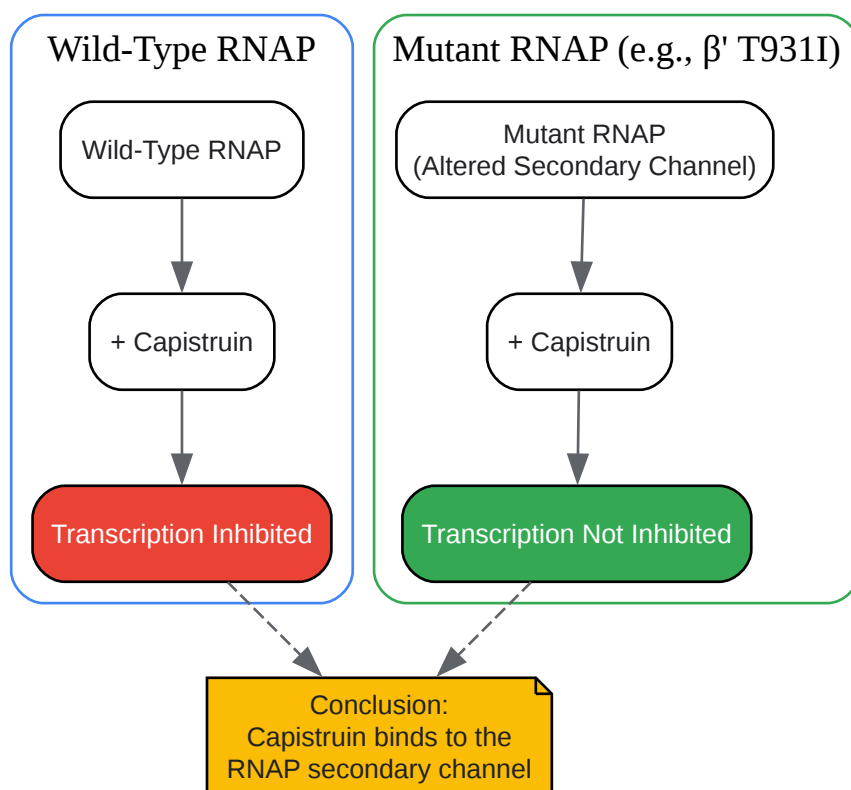 Wild-Type RNAP
Mutant RNAP (e.g., β' T931I)
Wild-Type RNAP
Mutant RNAP
(Altered Secondary Channel)
+ Capistruin
+ Capistruin
Transcription Inhibited
Transcription Not Inhibited
Conclusion:
Capistruin binds to the
RNAP secondary channel